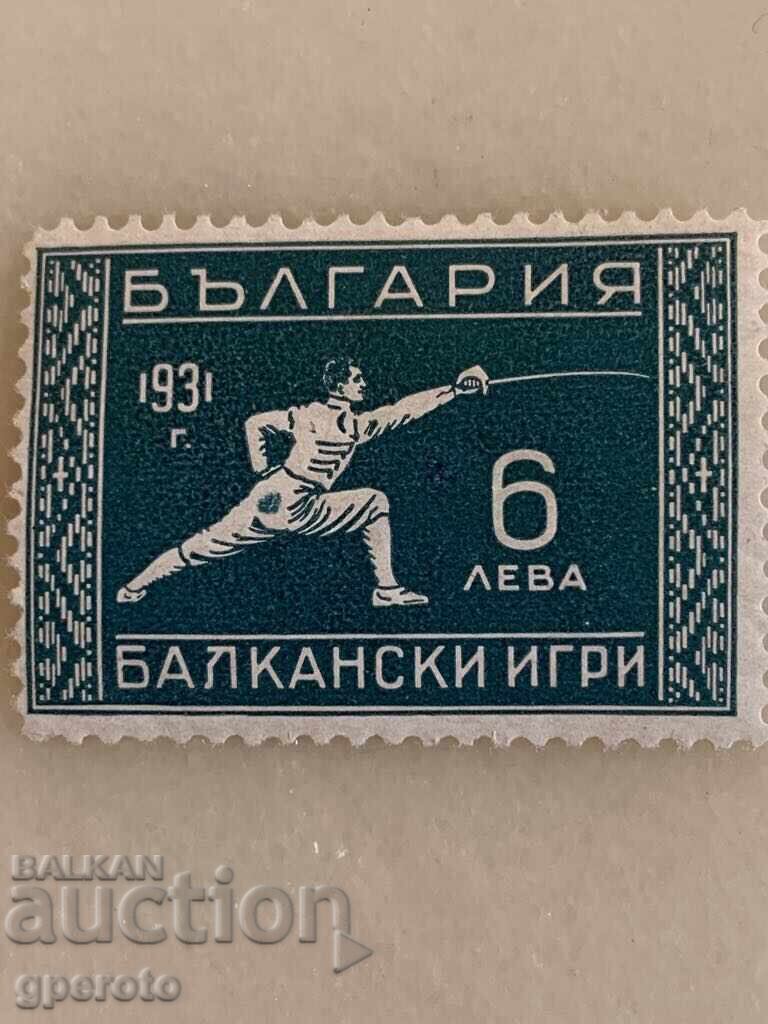 БЪЛГАРИЯ
1931
г.
6
ЛЕВА
БАЛКАНСКИ ИГРИ
BALKAN
auction
gperoto